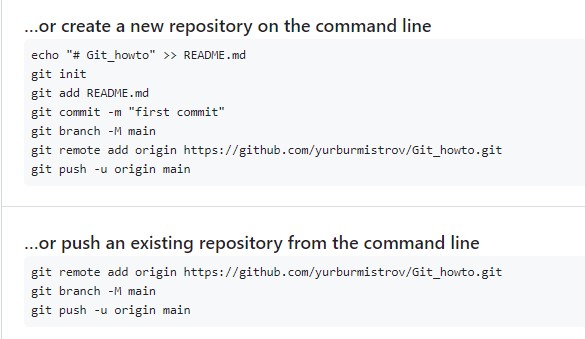 ...or create a new repository on the command line
echo "# Git_howto" >> README.md
git init
git add README.md
git commit -m "first commit"
git branch -M main
git remote add origin https://github.com/yurburmistrov/Git_howto.git
git push -u origin main
...or push an existing repository from the command line
git remote add origin https://github.com/yurburmistrov/Git_howto.git
git branch -M main
git push -u origin main